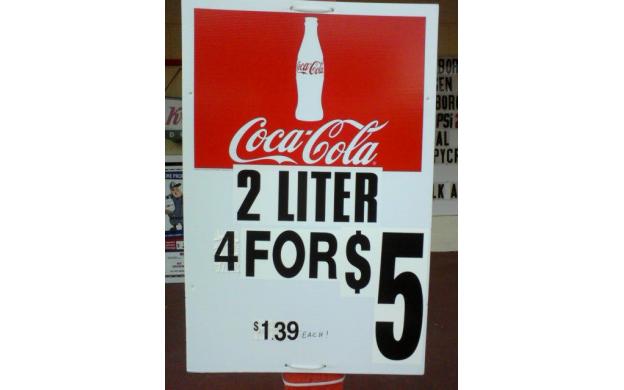 Coca-Cola
Coca-Cola
2 LITER
4 FOR $5
$1.39 EACH!